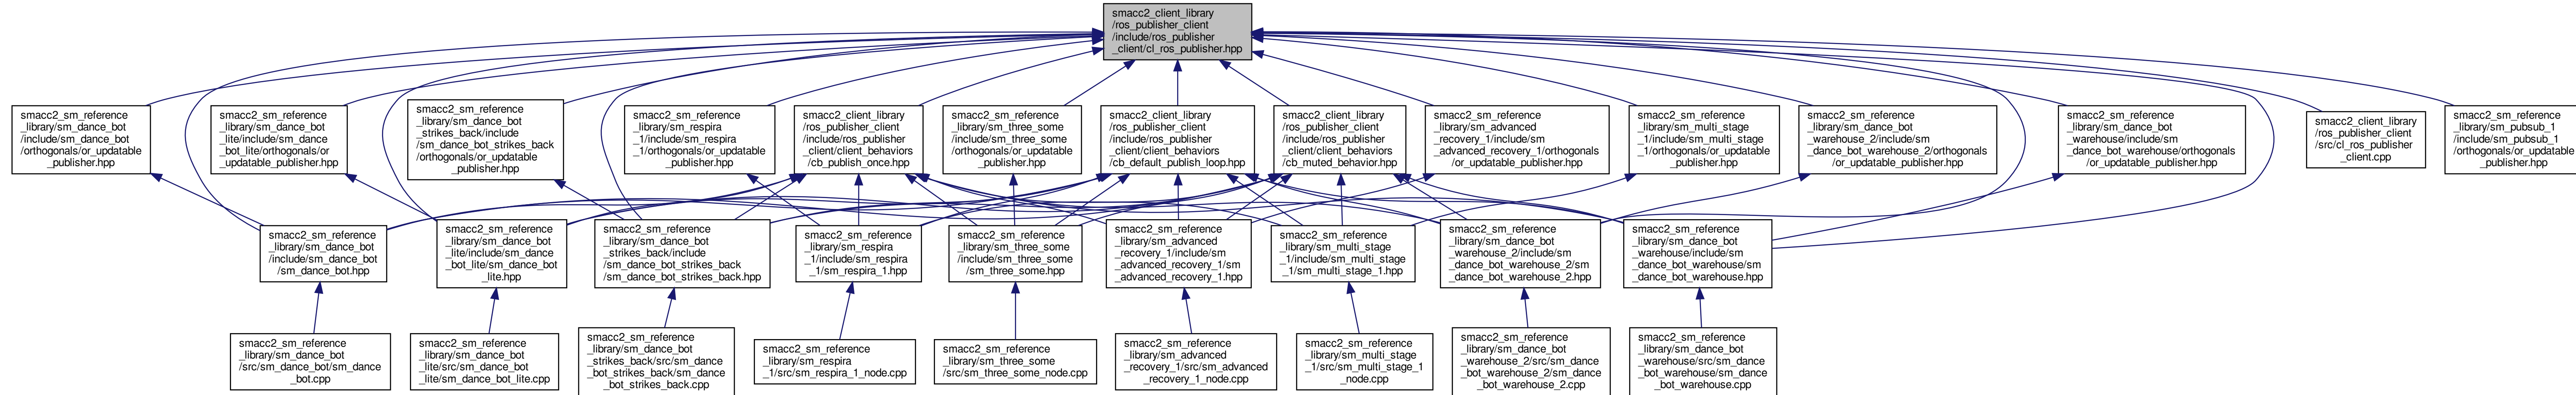 smacc2_client_library
/ros_publisher_client
/include/ros_publisher
_client/cl_ros_publisher.hpp
smacc2_sm_reference
_library/sm_dance_bot
/include/sm_dance_bot
/orthogonals/or_updatable
_publisher.hpp
smacc2_sm_reference
_library/sm_dance_bot
_lite/include/sm_dance
_bot_lite/orthogonals/or
_updatable_publisher.hpp
smacc2_sm_reference
_library/sm_dance_bot
_strikes_back/include
/sm_dance_bot_strikes_back
/orthogonals/or_updatable
_publisher.hpp
smacc2_sm_reference
_library/sm_respira
_1/include/sm_respira
_1/orthogonals/or_updatable
_publisher.hpp
smacc2_client_library
/ros_publisher_client
/include/ros_publisher
_client/client_behaviors
/cb_publish_once.hpp
smacc2_sm_reference
_library/sm_three_some
/include/sm_three_some
/orthogonals/or_updatable
_publisher.hpp
smacc2_client_library
/ros_publisher_client
/include/ros_publisher
_client/client_behaviors
/cb_default_publish_loop.hpp
smacc2_client_library
/ros_publisher_client
/include/ros_publisher
_client/client_behaviors
/cb_muted_behavior.hpp
smacc2_sm_reference
_library/sm_advanced
_recovery_1/include/sm
_advanced_recovery_1/orthogonals
/or_updatable_publisher.hpp
smacc2_sm_reference
_library/sm_multi_stage
_1/include/sm_multi_stage
_1/orthogonals/or_updatable
_publisher.hpp
smacc2_sm_reference
_library/sm_dance_bot
_warehouse_2/include/sm
_dance_bot_warehouse_2/orthogonals
/or_updatable_publisher.hpp
smacc2_sm_reference
_library/sm_dance_bot
_warehouse/include/sm
_dance_bot_warehouse/orthogonals
/or_updatable_publisher.hpp
smacc2_client_library
/ros_publisher_client
/src/cl_ros_publisher
_client.cpp
smacc2_sm_reference
_library/sm_pubsub_1
/include/sm_pubsub_1
/orthogonals/or_updatable
_publisher.hpp
smacc2_sm_reference
_library/sm_dance_bot
/include/sm_dance_bot
/sm_dance_bot.hpp
smacc2_sm_reference
_library/sm_dance_bot
_lite/include/sm_dance
_bot_lite/sm_dance_bot
_lite.hpp
smacc2_sm_reference
_library/sm_dance_bot
_strikes_back/include
/sm_dance_bot_strikes_back
/sm_dance_bot_strikes_back.hpp
smacc2_sm_reference
_library/sm_respira
_1/include/sm_respira
_1/sm_respira_1.hpp
smacc2_sm_reference
_library/sm_three_some
/include/sm_three_some
/sm_three_some.hpp
smacc2_sm_reference
_library/sm_advanced
_recovery_1/include/sm
_advanced_recovery_1/sm
_advanced_recovery_1.hpp
smacc2_sm_reference
_library/sm_multi_stage
_1/include/sm_multi_stage
_1/sm_multi_stage_1.hpp
smacc2_sm_reference
_library/sm_dance_bot
_warehouse_2/include/sm
_dance_bot_warehouse_2/sm
_dance_bot_warehouse_2.hpp
smacc2_sm_reference
_library/sm_dance_bot
_warehouse/include/sm
_dance_bot_warehouse/sm
_dance_bot_warehouse.hpp
smacc2_sm_reference
_library/sm_dance_bot
/src/sm_dance_bot/sm_dance
_bot.cpp
smacc2_sm_reference
_library/sm_dance_bot
_lite/src/sm_dance_bot
_lite/sm_dance_bot_lite.cpp
smacc2_sm_reference
_library/sm_dance_bot
_strikes_back/src/sm_dance
_bot_strikes_back/sm_dance
_bot_strikes_back.cpp
smacc2_sm_reference
_library/sm_respira
_1/src/sm_respira_1_node.cpp
smacc2_sm_reference
_library/sm_three_some
/src/sm_three_some_node.cpp
smacc2_sm_reference
_library/sm_advanced
_recovery_1/src/sm_advanced
_recovery_1_node.cpp
smacc2_sm_reference
_library/sm_multi_stage
_1/src/sm_multi_stage_1
_node.cpp
smacc2_sm_reference
_library/sm_dance_bot
_warehouse_2/src/sm_dance
_bot_warehouse_2/sm_dance
_bot_warehouse_2.cpp
smacc2_sm_reference
_library/sm_dance_bot
_warehouse/src/sm_dance
_bot_warehouse/sm_dance
_bot_warehouse.cpp